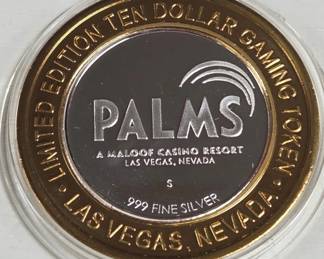 LIMITED EDITION TEN DOLLAR GAMING TOKEN
PALMS
A MALOOF CASINO RESORT
LAS VEGAS, NEVADA
S
.999 FINE SILVER
• LAS VEGAS, NEVADA •